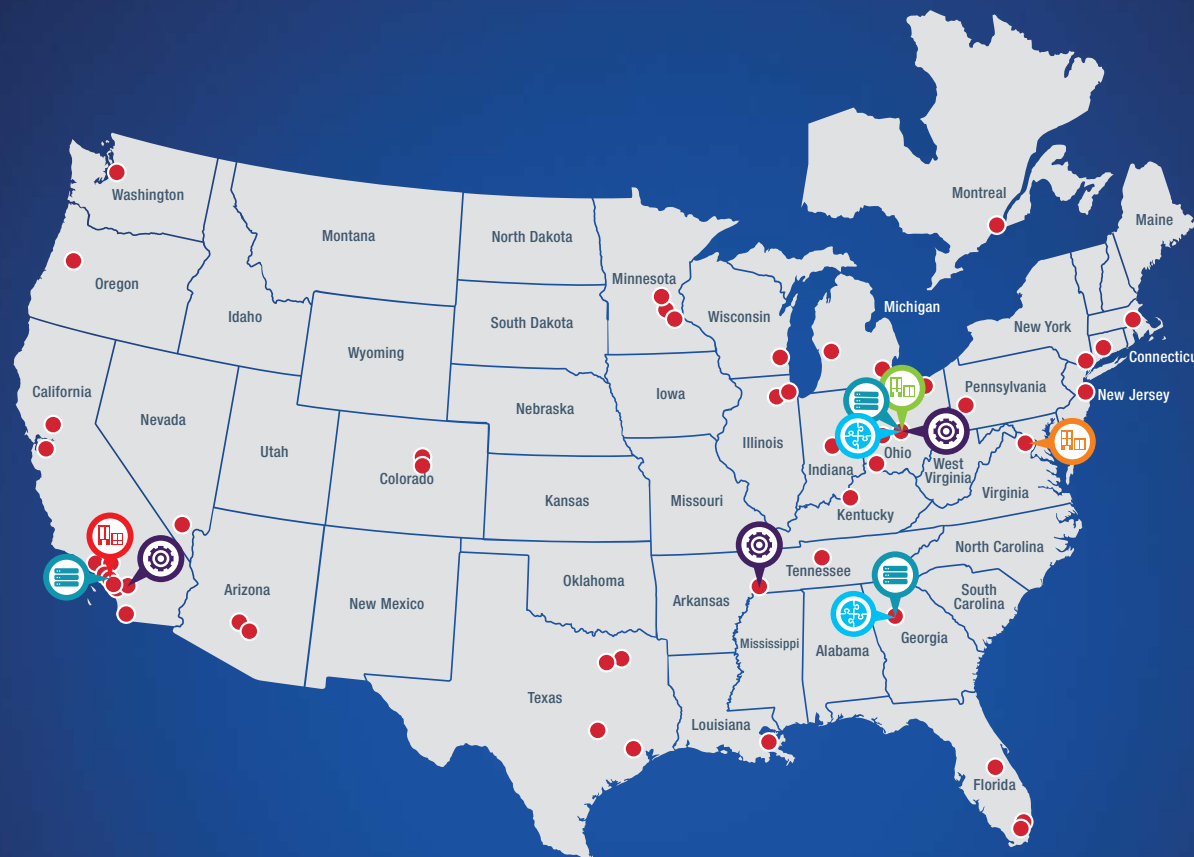 Montreal
Washington
Maine
Montana
North Dakota
Oregon
Minnesota
Michigan
Idaho
South Dakota
Wisconsin
New York
Wyoming
Connecticu
California
Iowa
Pennsylvania
New Jersey
Nebraska
Nevada
Illinois
Utah
Ohio
Colorado
Indiana
West
Virginia
Virginia
Kansas
Missouri
Kentucky
North Carolina
Tennessee
Oklahoma
Arizona
South
Carolina
New Mexico
Arkansas
Georgia
Mississippi
Alabama
Texas
Louisiana
Florida